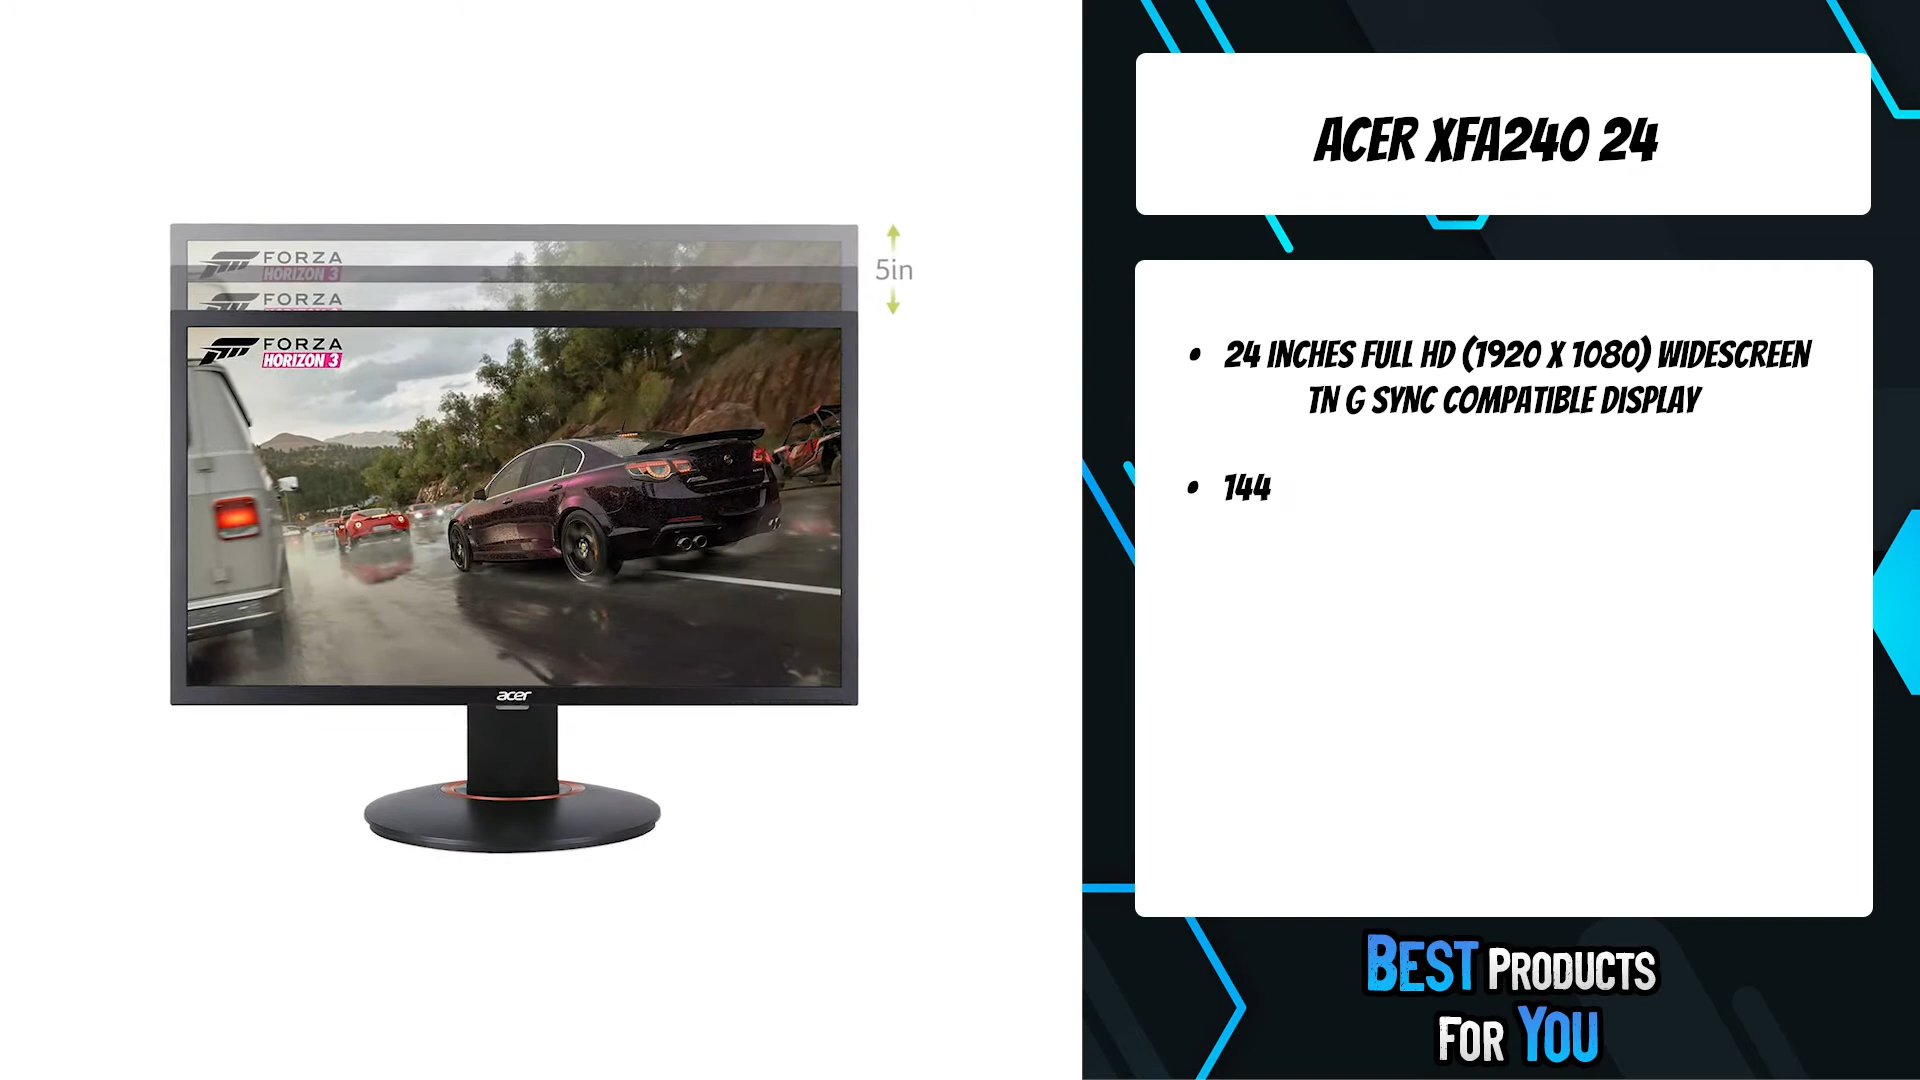 ACER XFA240 24
5in
FORZA
HORIZON 3
FORZA
FORZA
HORIZON 3
acer
• 24 INCHES FULL HD (1920 X 1080) WIDESCREEN
TN G SYNC COMPATIBLE DISPLAY
• 144
BEST PRODUCTS
FOR YOU